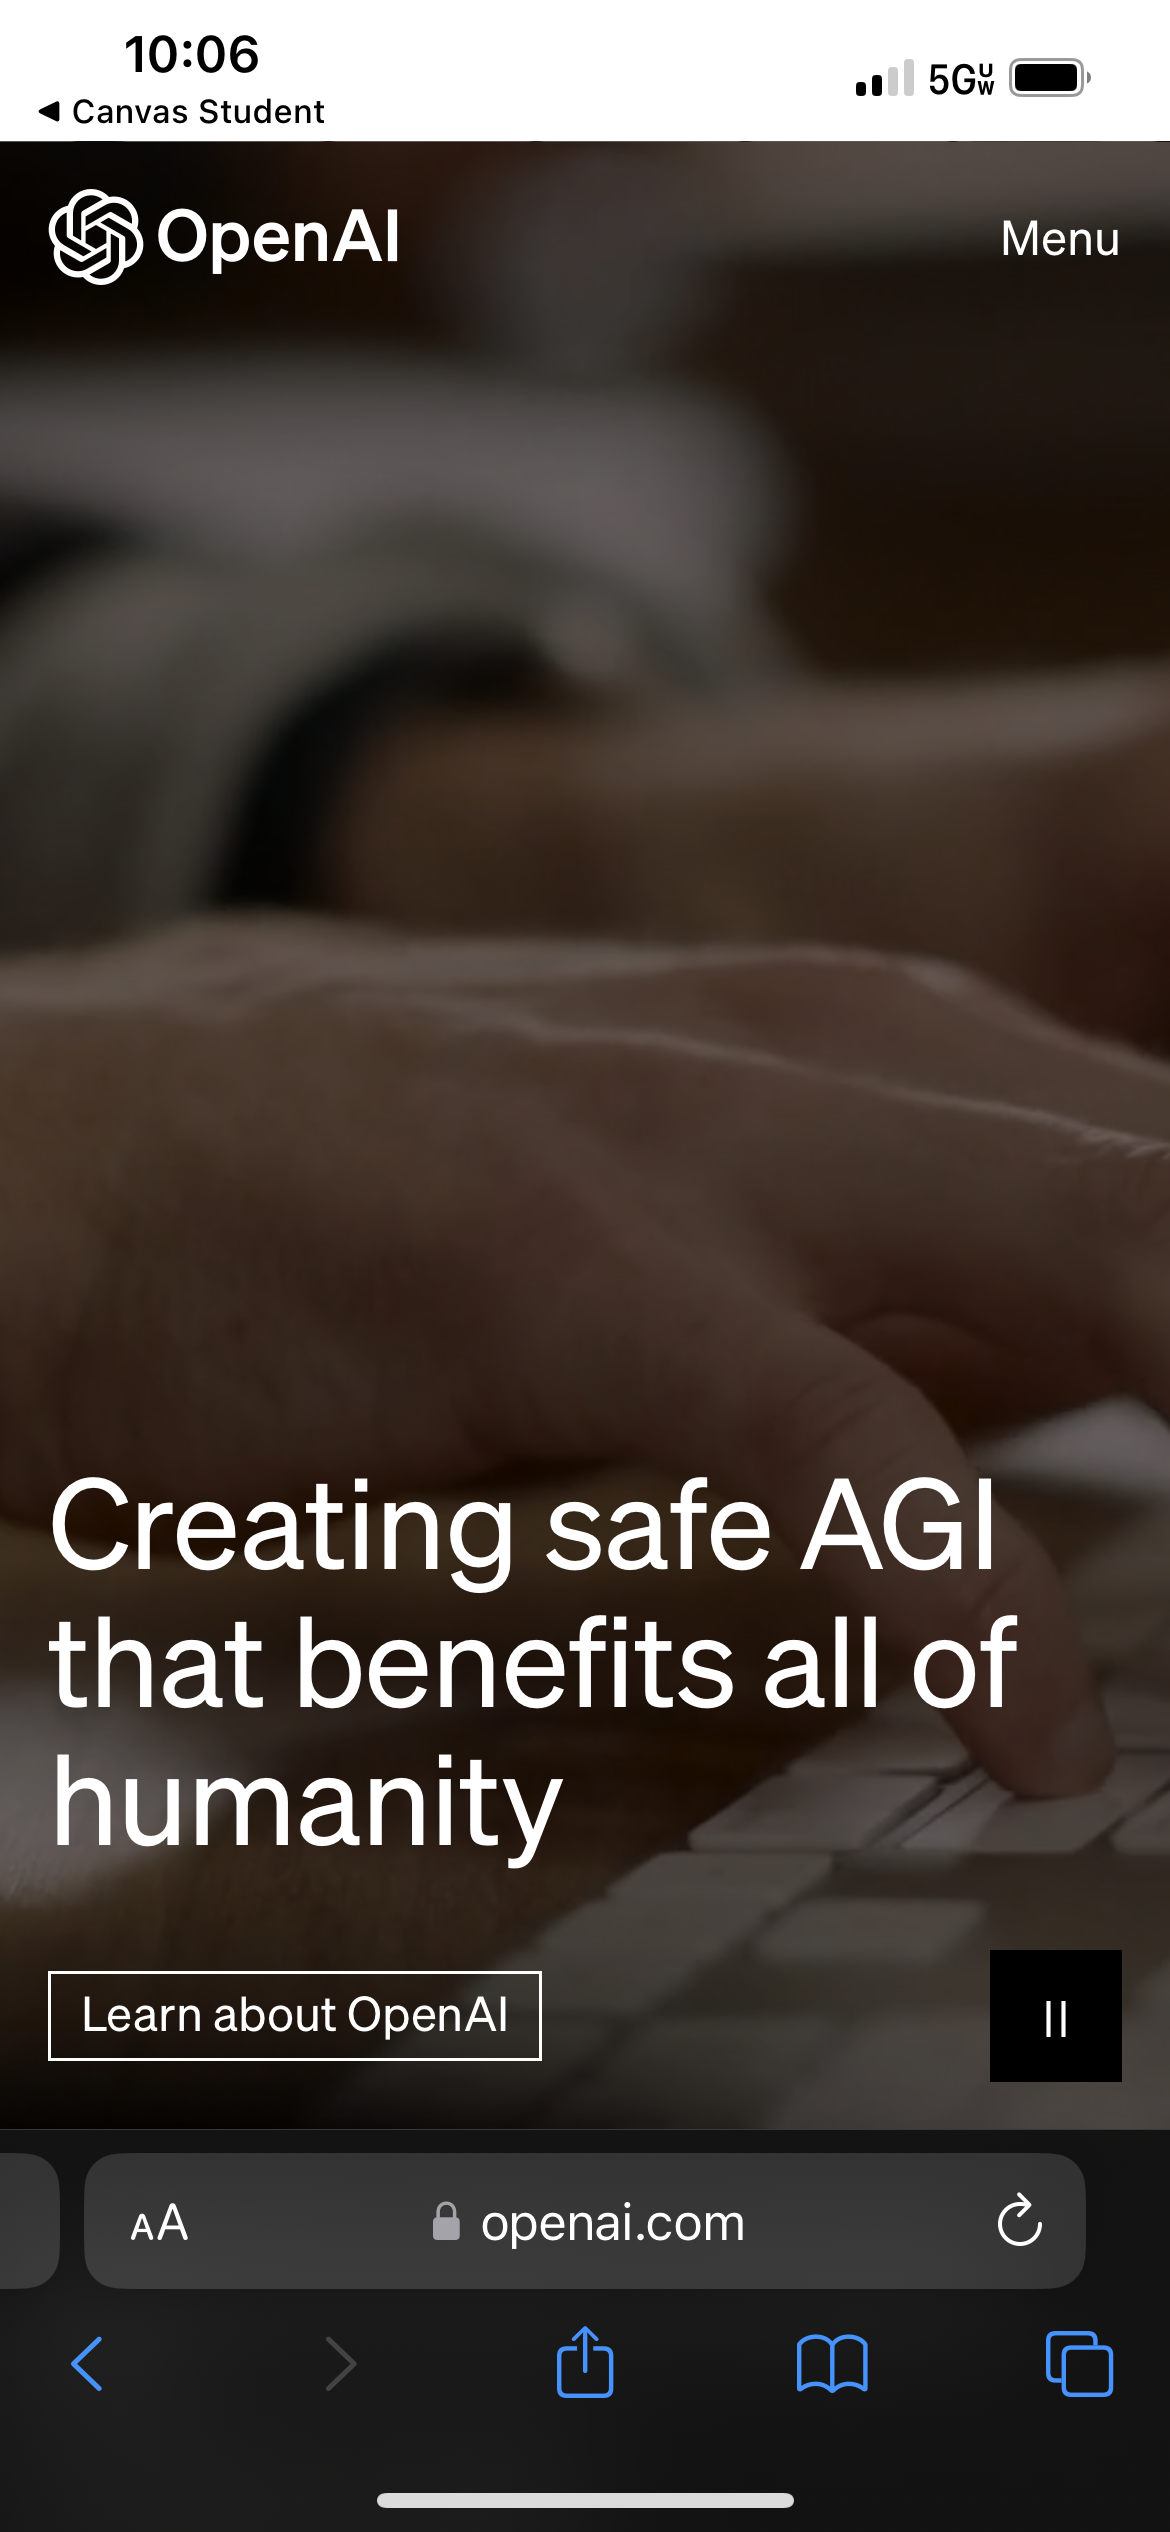 10:06
5G UW
◀ Canvas Student
OpenAI
Menu
Creating safe AGI
that benefits all of
humanity
Learn about OpenAI
AA
openai.com